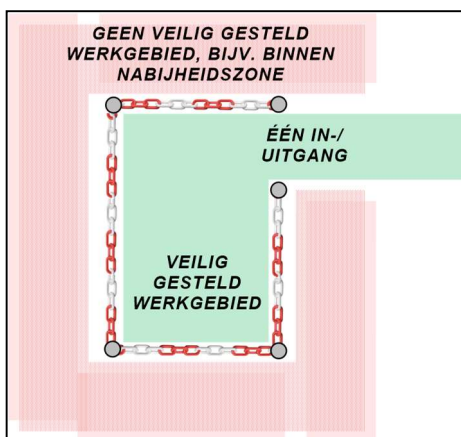 GEEN VEILIG GESTELD
WERKGEBIED, BIJV. BINNEN
NABIJHEIDSZONE
ÉÉN IN-/
UITGANG
VEILIG
GESTELD
WERKGEBIED